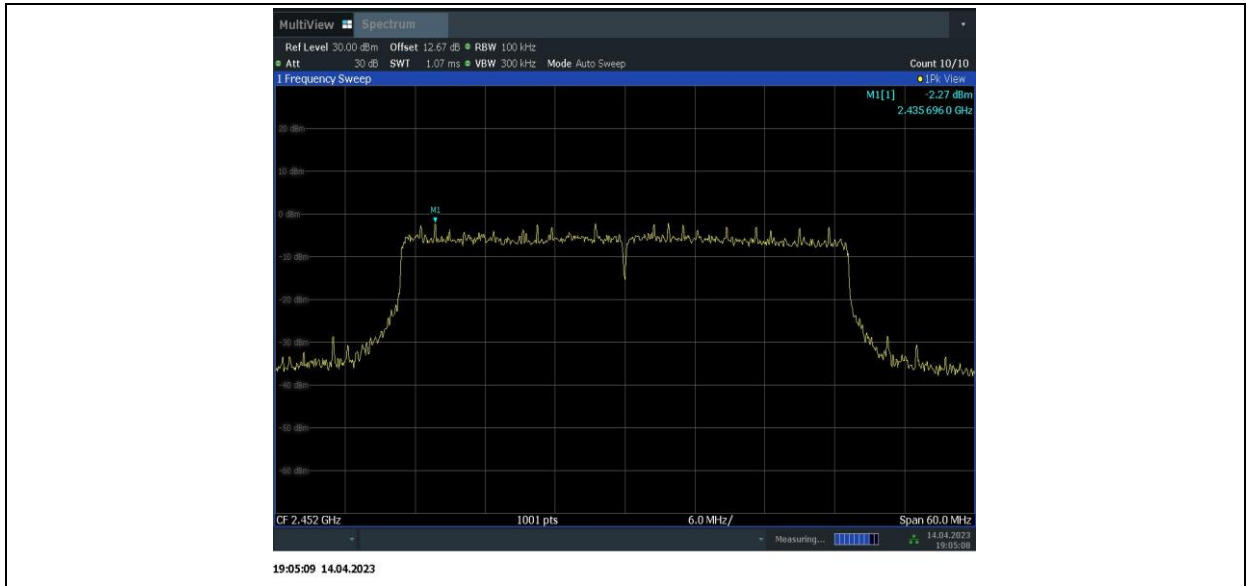 MultiView Spectrum
Ref Level 30.00 dBm Offset 12.67 dB RBW 100 kHz
Att 30 dB SWT 1.07 ms VBW 300 kHz Mode Auto Sweep Count 10/10
1 Frequency Sweep 1Pk View
M1[1] -2.27 dBm
2.435 696 0 GHz
20 dBm
10 dBm
M1
0 dBm
-10 dBm
-20 dBm
-30 dBm
-40 dBm
-50 dBm
-60 dBm
CF 2.452 GHz 1001 pts 6.0 MHz/ Span 60.0 MHz
Measuring... 14.04.2023
19:05:08
19:05:09 14.04.2023